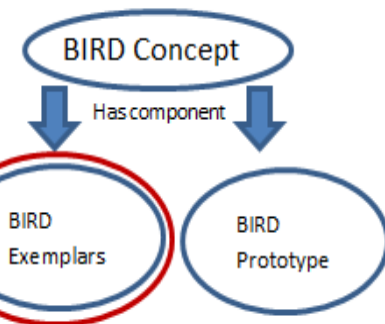 BIRD Concept
Has component
BIRD
Exemplars
BIRD
Prototype